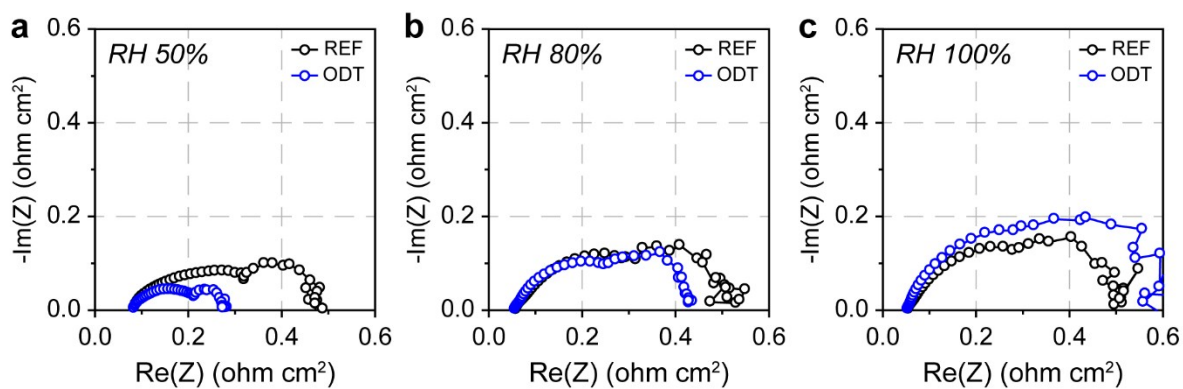 a
RH 50%
REF
ODT
-Im(Z) (ohm cm²)
0.6
0.4
0.2
0.0
0.0 0.2 0.4 0.6
Re(Z) (ohm cm²)
b
RH 80%
REF
ODT
-Im(Z) (ohm cm²)
0.6
0.4
0.2
0.0
0.0 0.2 0.4 0.6
Re(Z) (ohm cm²)
c
RH 100%
REF
ODT
-Im(Z) (ohm cm²)
0.6
0.4
0.2
0.0
0.0 0.2 0.4 0.6
Re(Z) (ohm cm²)